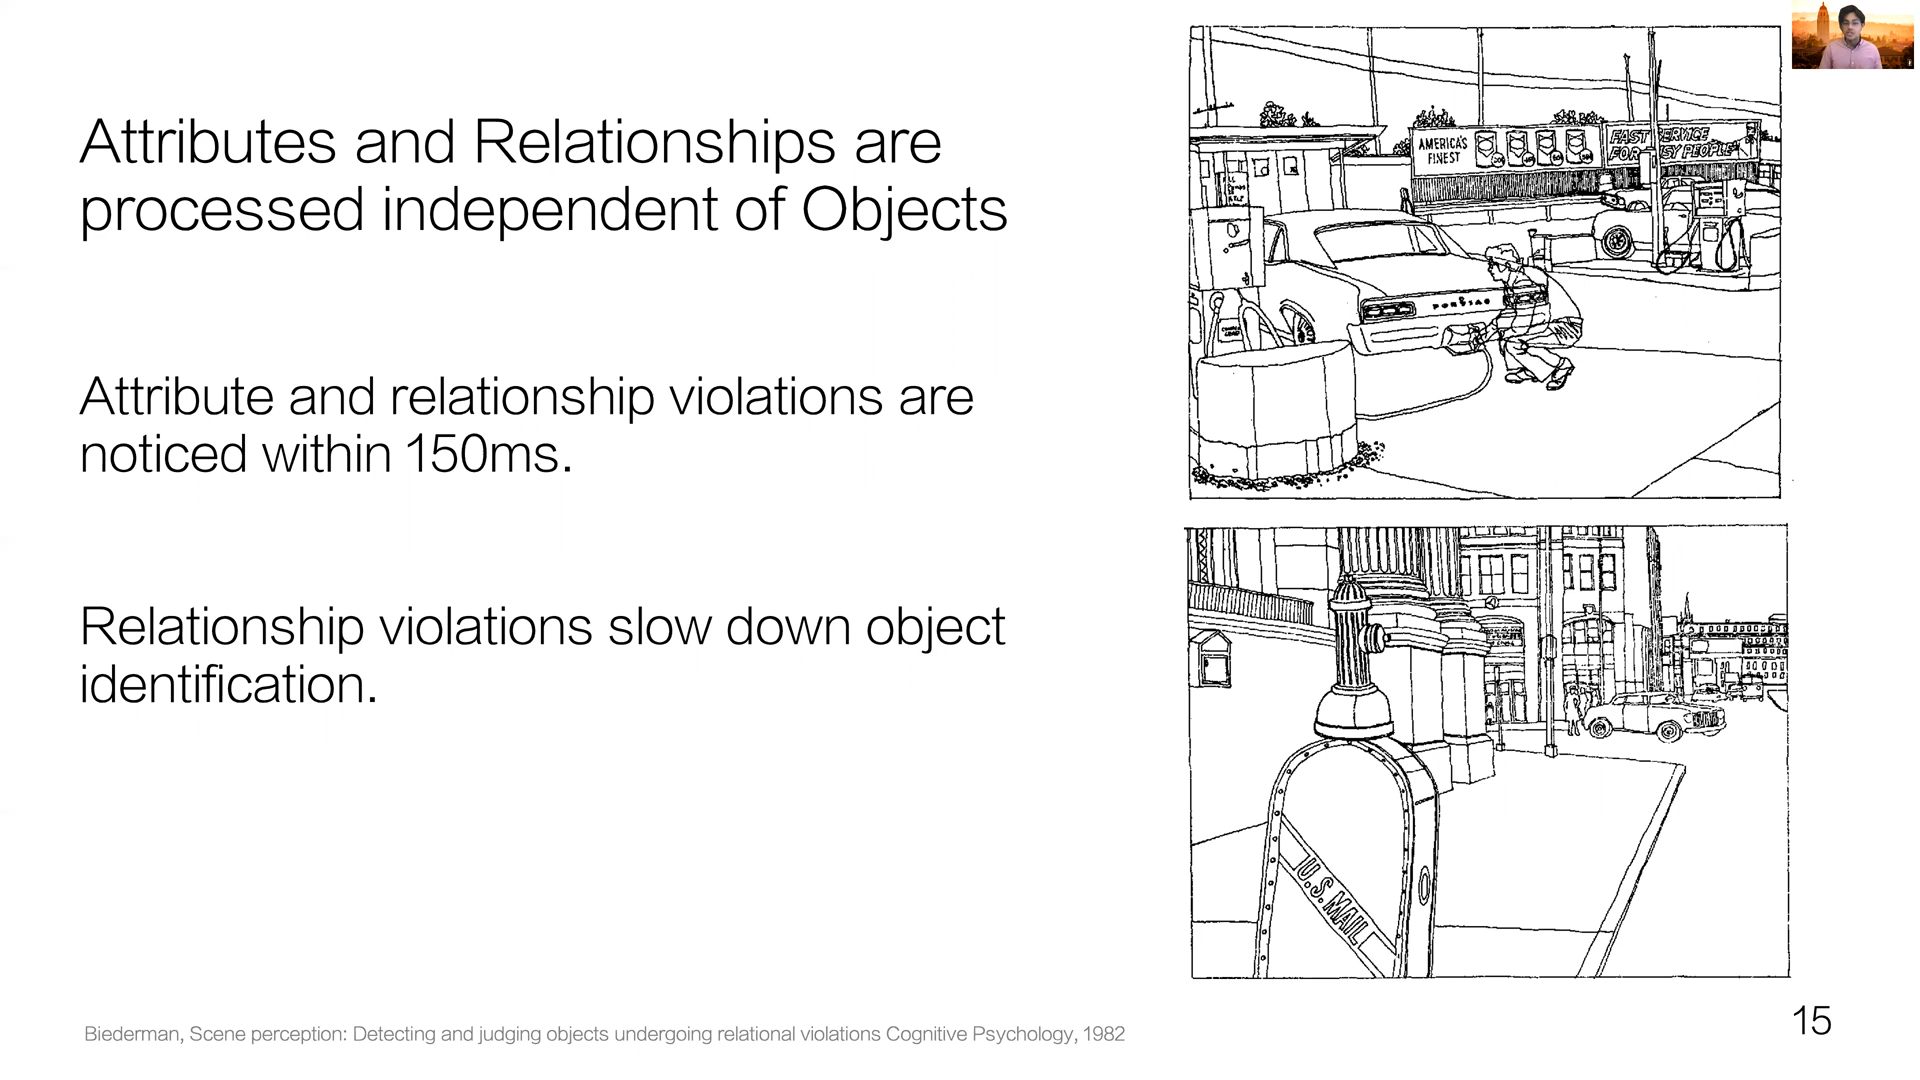 Attributes and Relationships are
processed independent of Objects
Attribute and relationship violations are
noticed within 150ms.
Relationship violations slow down object
identification.
AMERICA'S
FINEST
FAST SERVICE
FOR BUSY PEOPLE
PONTIAC
U.S. MAIL
Biederman, Scene perception: Detecting and judging objects undergoing relational violations Cognitive Psychology, 1982
15